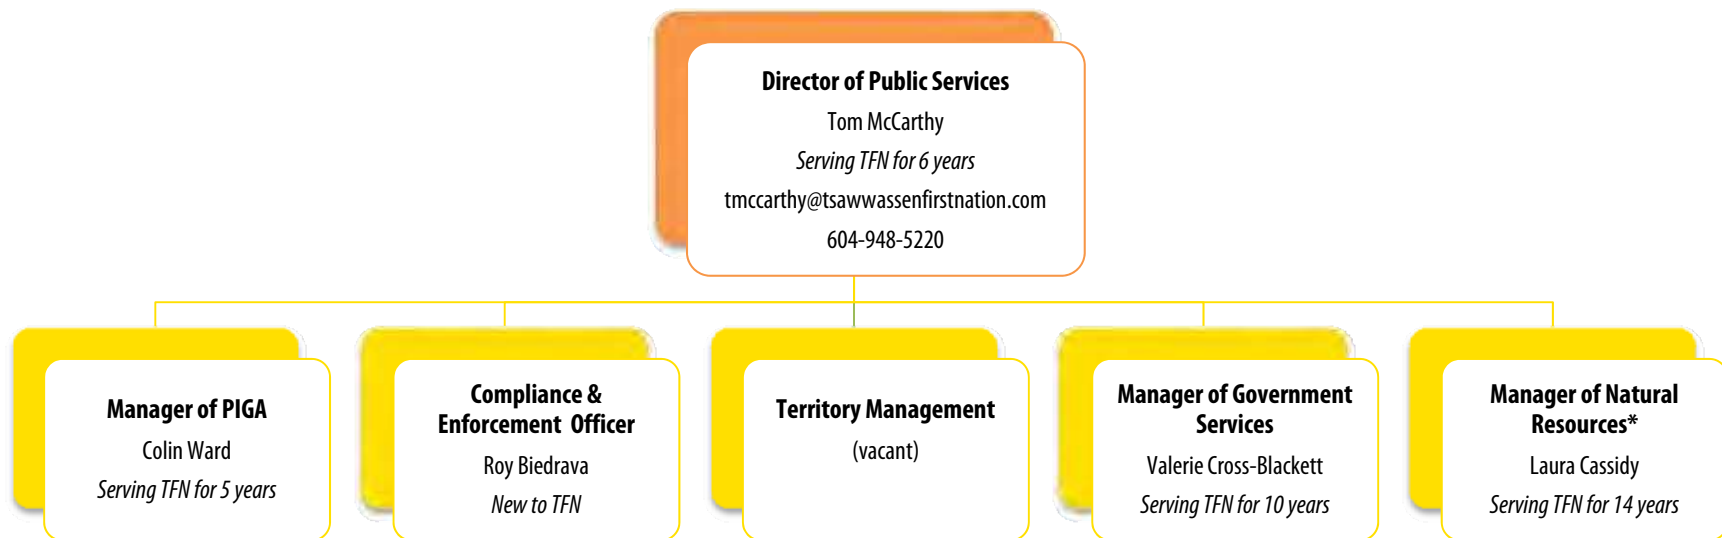 Director of Public Services
Tom McCarthy
Serving TFN for 6 years
tmccarthy@tsawwassenfirstnation.com
604-948-5220
Manager of PIGA
Colin Ward
Serving TFN for 5 years
Compliance &
Enforcement Officer
Roy Biedrava
New to TFN
Territory Management
(vacant)
Manager of Government
Services
Valerie Cross-Blackett
Serving TFN for 10 years
Manager of Natural
Resources*
Laura Cassidy
Serving TFN for 14 years